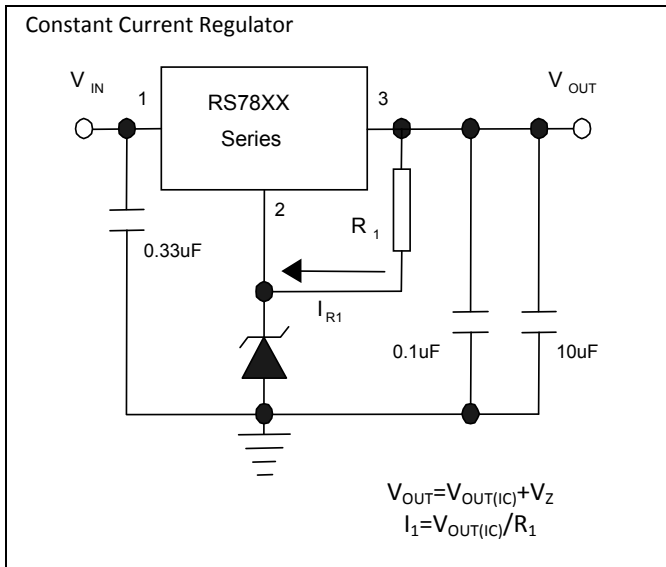 Constant Current Regulator
V IN
1
RS78XX
Series
3
V OUT
2
R 1
0.33uF
I R1
0.1uF
10uF
VOUT=VOUT(IC)+VZ
I1=VOUT(IC)/R1